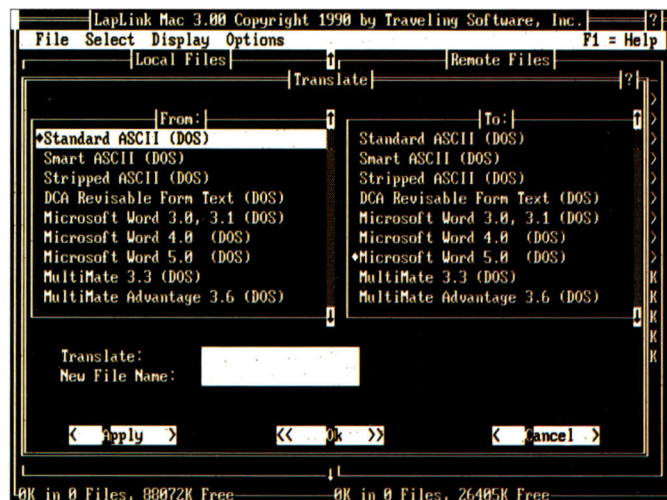 LapLink Mac 3.00 Copyright 1990 by Traveling Software, Inc. ?
File Select Display Options F1 = Help
Local Files Remote Files
Translate ?
From: To:
Standard ASCII (DOS) Standard ASCII (DOS)
Smart ASCII (DOS) Smart ASCII (DOS)
Stripped ASCII (DOS) Stripped ASCII (DOS)
DCA Revisable Form Text (DOS) DCA Revisable Form Text (DOS)
Microsoft Word 3.0, 3.1 (DOS) Microsoft Word 3.0, 3.1 (DOS)
Microsoft Word 4.0 (DOS) Microsoft Word 4.0 (DOS)
Microsoft Word 5.0 (DOS) Microsoft Word 5.0 (DOS)
MultiMate 3.3 (DOS) MultiMate 3.3 (DOS) K
MultiMate Advantage 3.6 (DOS) MultiMate Advantage 3.6 (DOS) K
K
K
Translate: K
New File Name:
< Apply > << Ok >> < Cancel >
0K in 0 Files, 88072K Free 0K in 0 Files, 26405K Free